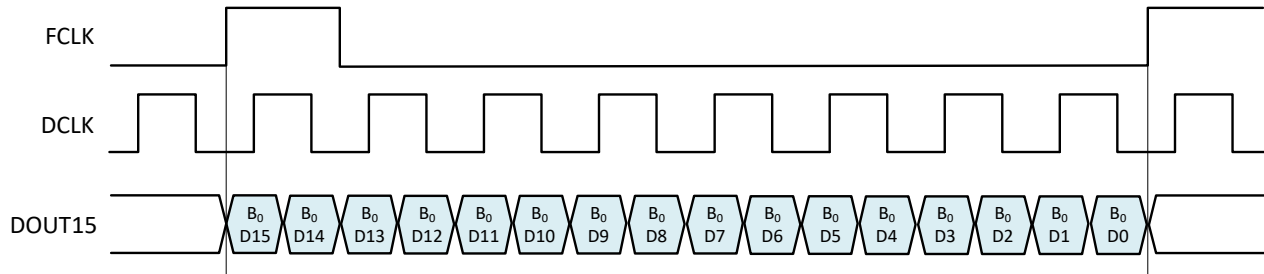 FCLK
DCLK
DOUT15
B₀ B₀ B₀ B₀ B₀ B₀ B₀ B₀ B₀ B₀ B₀ B₀ B₀ B₀ B₀ B₀
D15 D14 D13 D12 D11 D10 D9 D8 D7 D6 D5 D4 D3 D2 D1 D0